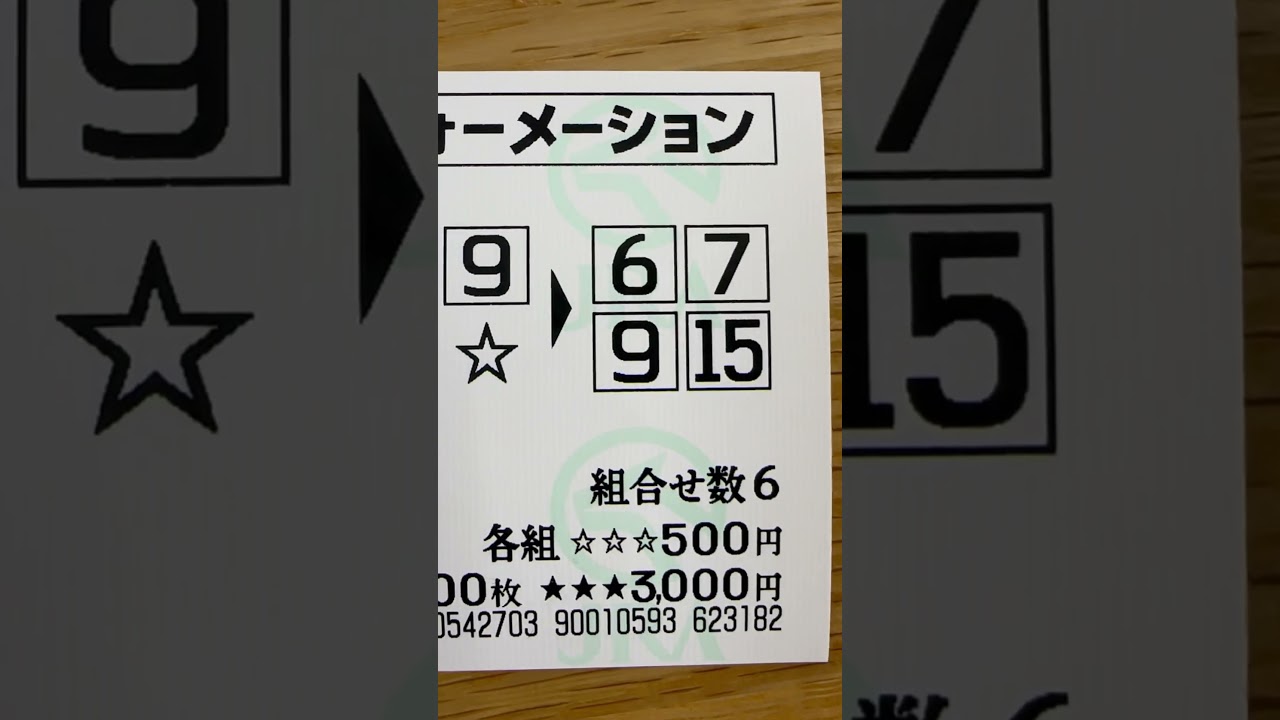 ォーメーション
9 ▶ 6 7
☆ 9 15
組合せ数6
各組 ☆☆☆500円
00枚 ★★★3,000円
0542703 90010593 623182